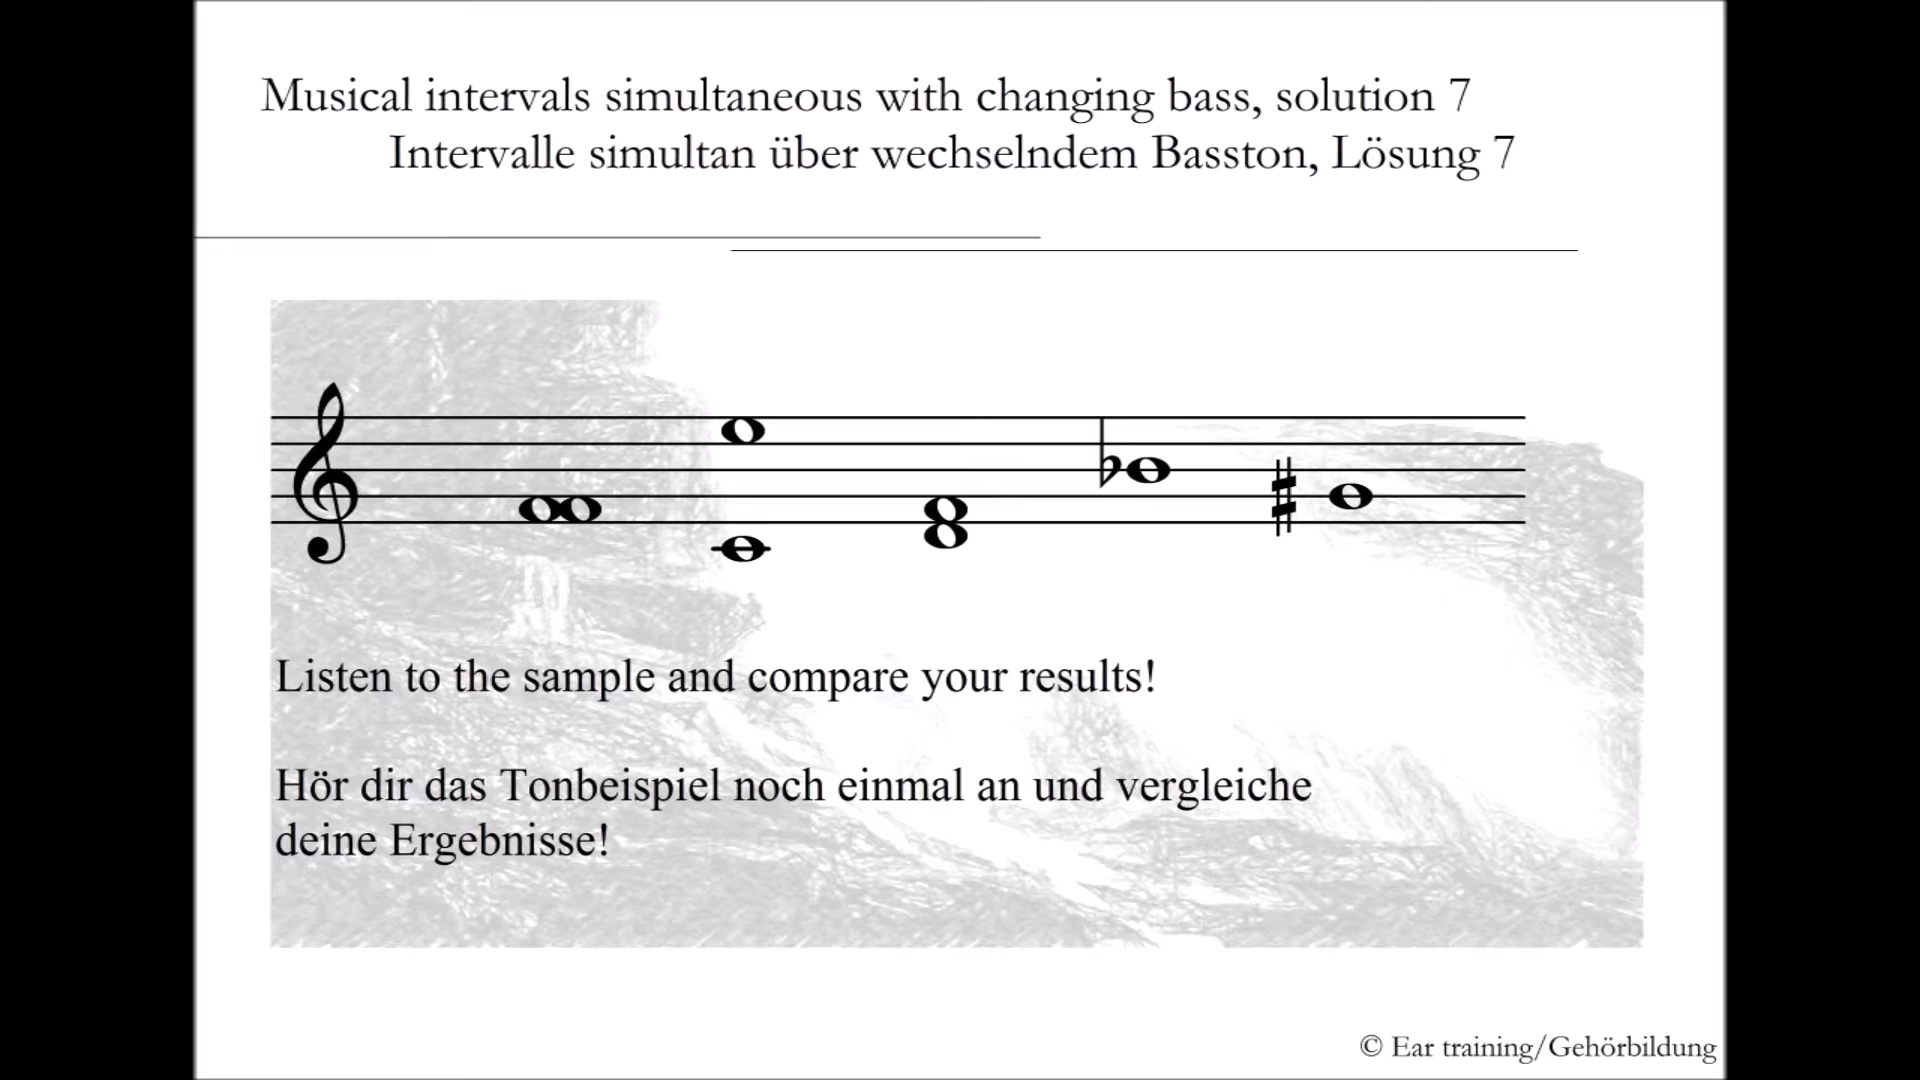 Musical intervals simultaneous with changing bass, solution 7
Intervalle simultan über wechselndem Basston, Lösung 7
Listen to the sample and compare your results!
Hör dir das Tonbeispiel noch einmal an und vergleiche
deine Ergebnisse!
© Ear training/Gehörbildung